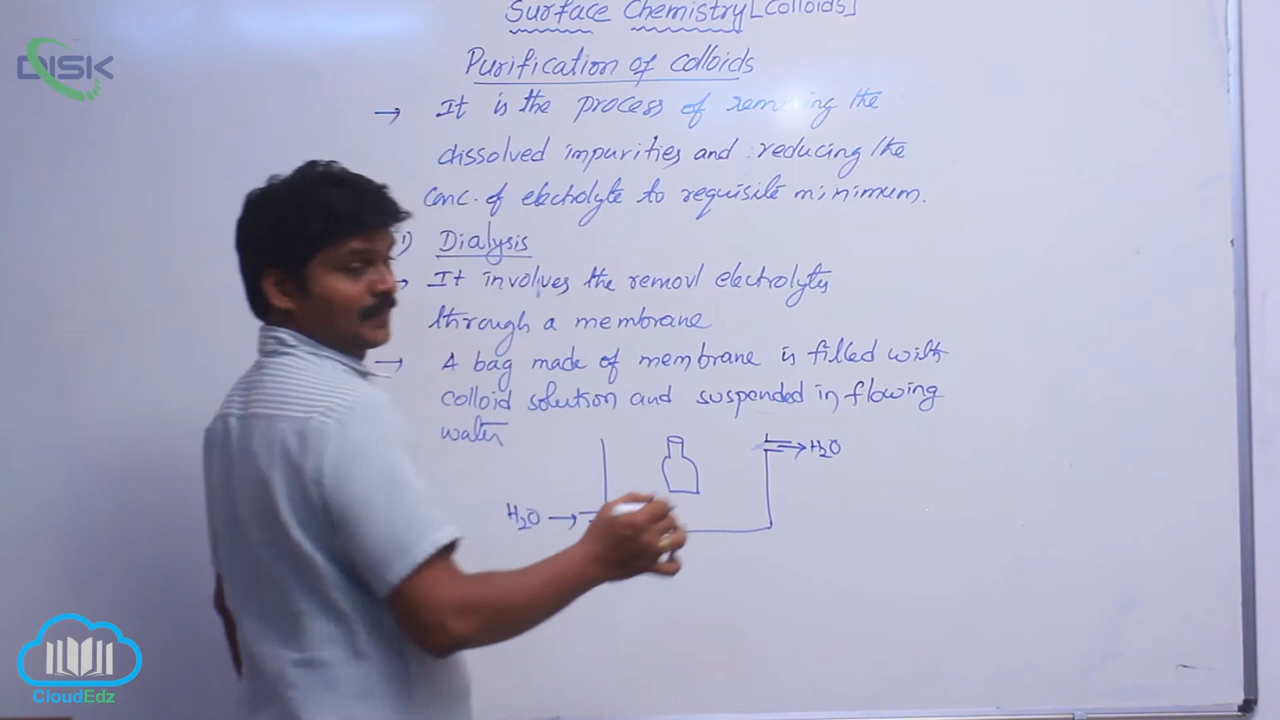 Surface Chemistry [Colloids]
DISK
Purification of colloids
→ It is the process of removing the
dissolved impurities and : reducing the
conc. of electrolyte to requisite minimum.
1) Dialysis
→ It involves the removl electrolytes
through a membrane
→ A bag made of membrane is filled with
colloid solution and suspended in flowing
water
→ H2O
H2O →
CloudEdz